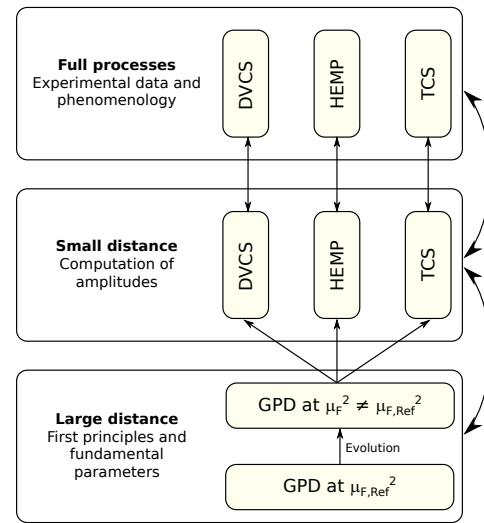 Full processes
Experimental data and
phenomenology
DVCS
HEMP
TCS
Small distance
Computation of
amplitudes
DVCS
HEMP
TCS
Large distance
First principles and
fundamental
parameters
GPD at μF² ≠ μF,Ref²
Evolution
GPD at μF,Ref²